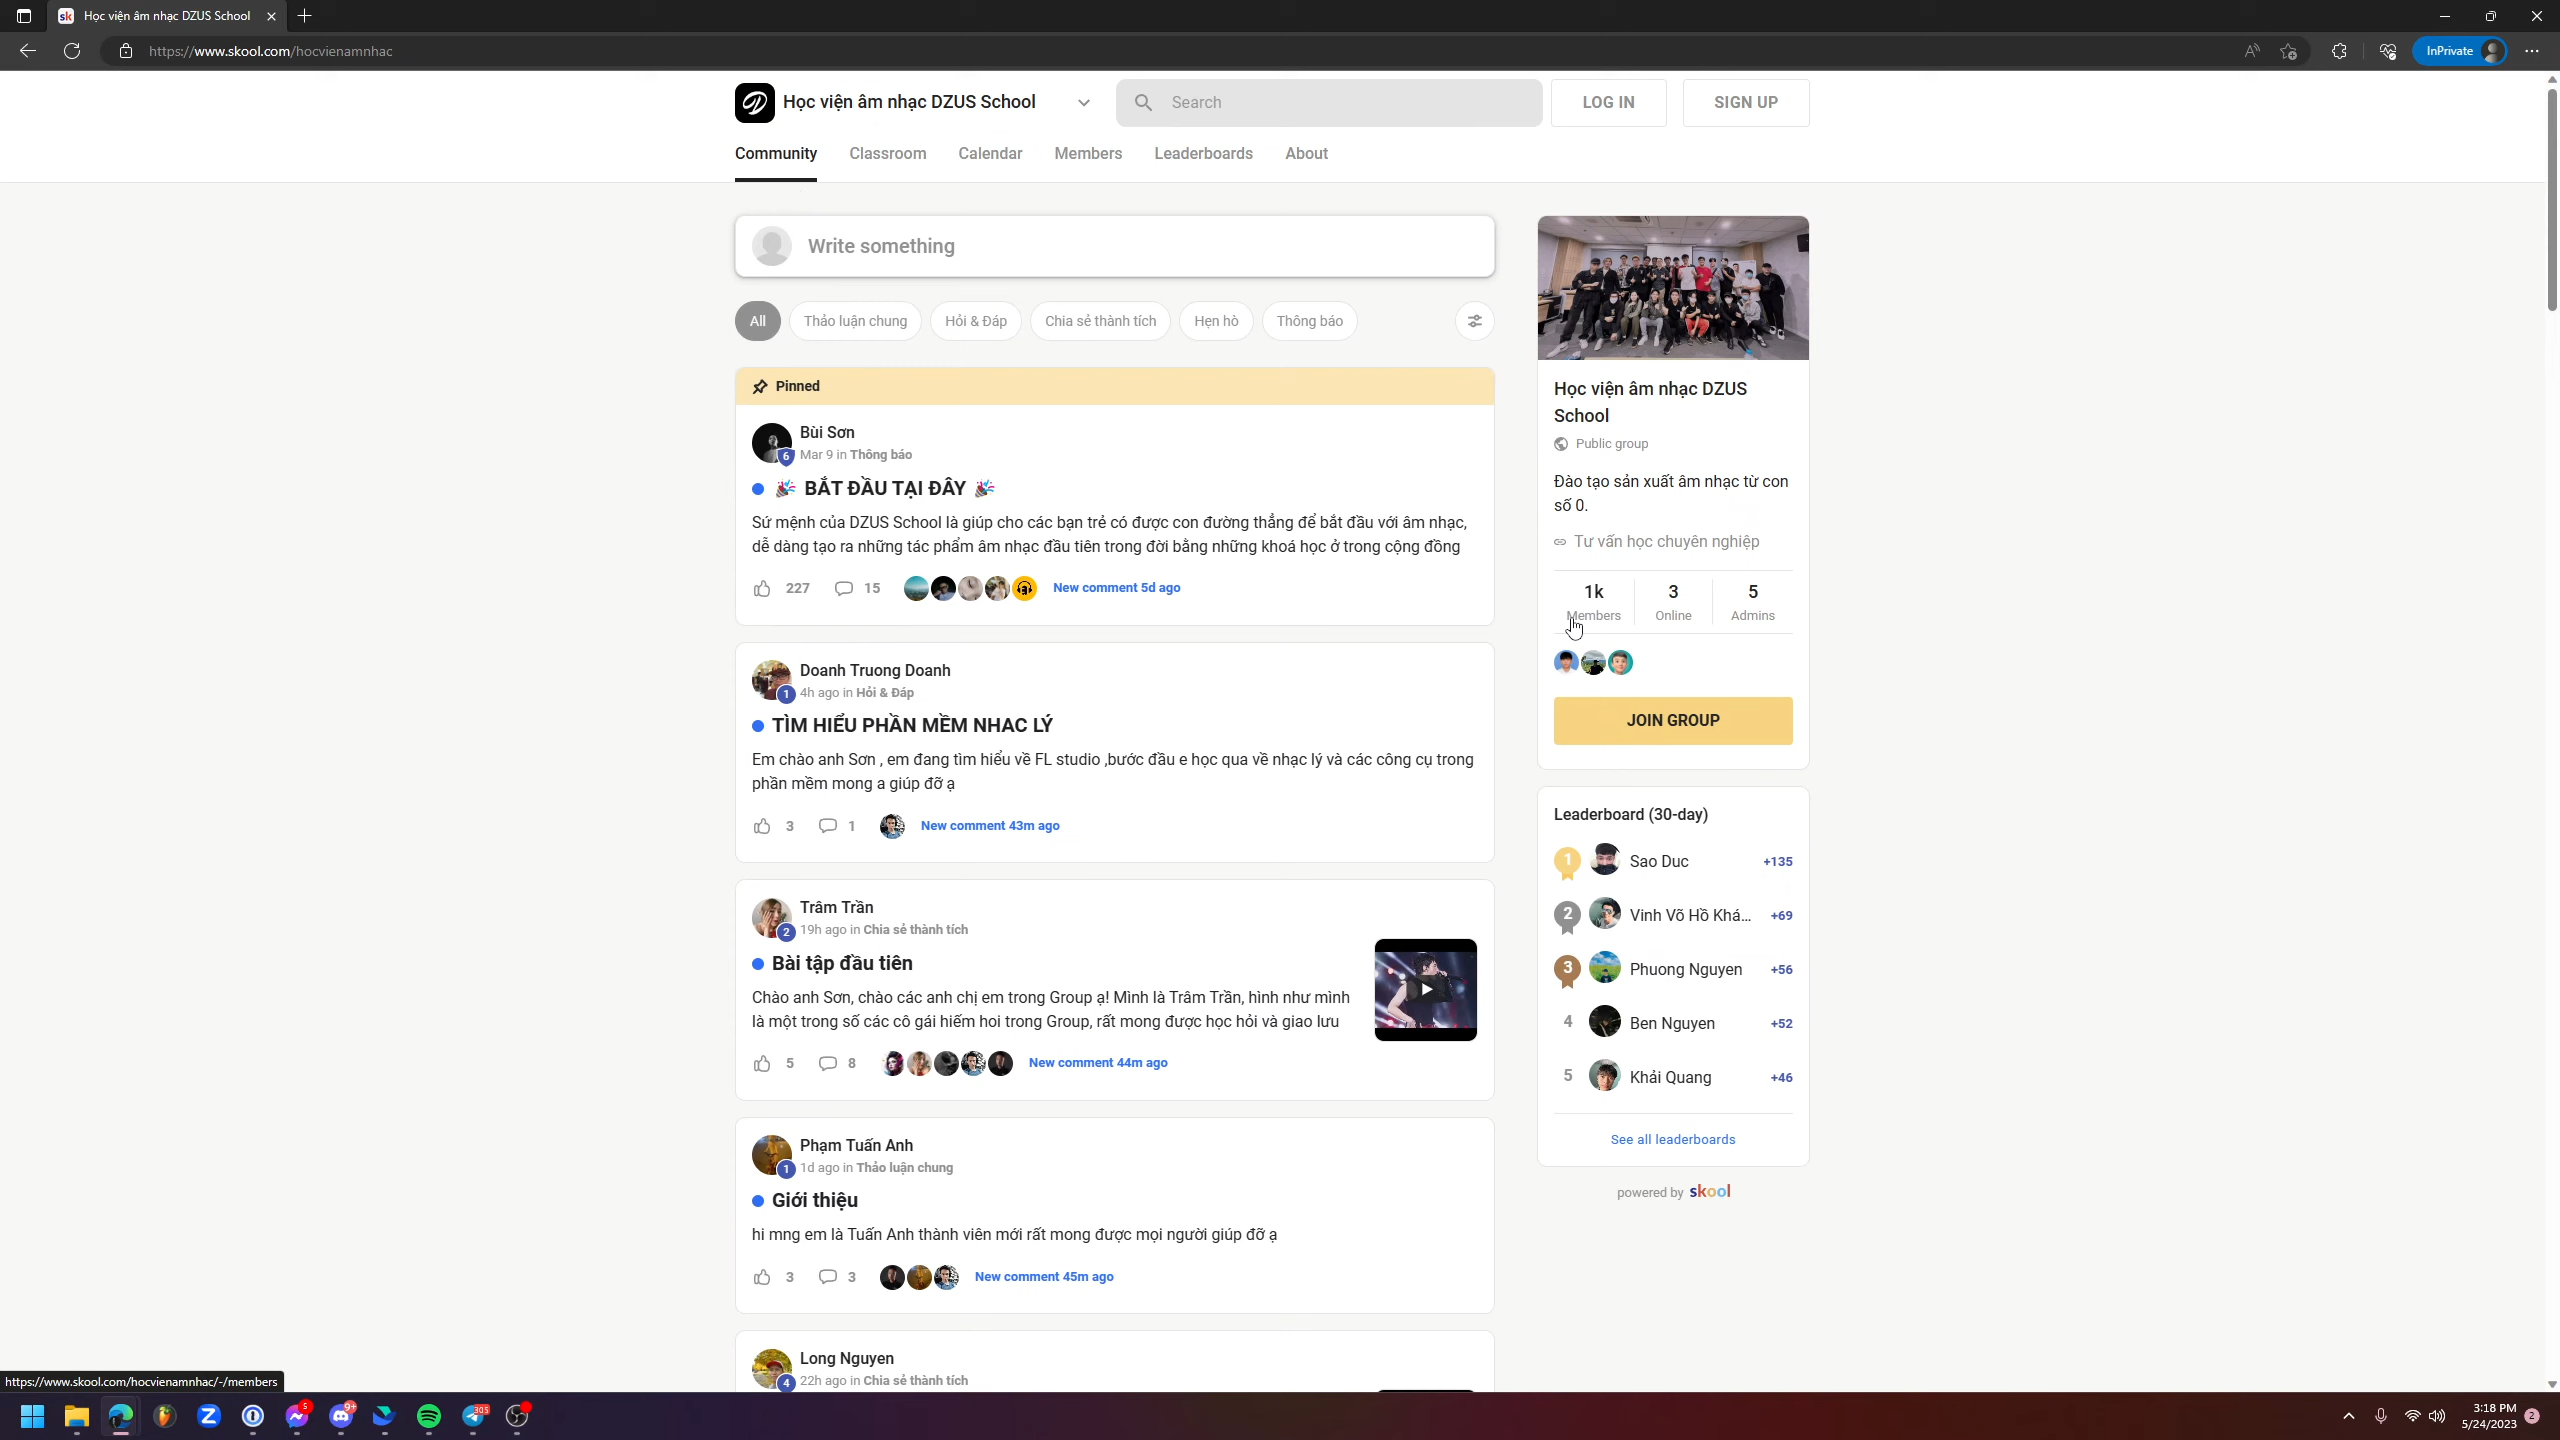 Học viện âm nhạc DZUS School
https://www.skool.com/hocvienamnhac
InPrivate
Học viện âm nhạc DZUS School
Search
LOG IN
SIGN UP
Community
Classroom
Calendar
Members
Leaderboards
About
Write something
All
Thảo luận chung
Hỏi & Đáp
Chia sẻ thành tích
Hẹn hò
Thông báo
Pinned
Bùi Sơn
6
Mar 9 in Thông báo
🎉 BẮT ĐẦU TẠI ĐÂY 🎉
Sứ mệnh của DZUS School là giúp cho các bạn trẻ có được con đường thẳng để bắt đầu với âm nhạc,
dễ dàng tạo ra những tác phẩm âm nhạc đầu tiên trong đời bằng những khoá học ở trong cộng đồng
227
15
New comment 5d ago
Doanh Truong Doanh
1
4h ago in Hỏi & Đáp
TÌM HIỂU PHẦN MỀM NHAC LÝ
Em chào anh Sơn , em đang tìm hiểu về FL studio ,bước đầu e học qua về nhạc lý và các công cụ trong
phần mềm mong a giúp đỡ ạ
3
1
New comment 43m ago
Trâm Trần
2
19h ago in Chia sẻ thành tích
Bài tập đầu tiên
Chào anh Sơn, chào các anh chị em trong Group ạ! Mình là Trâm Trần, hình như mình
là một trong số các cô gái hiếm hoi trong Group, rất mong được học hỏi và giao lưu
5
8
New comment 44m ago
Phạm Tuấn Anh
1
1d ago in Thảo luận chung
Giới thiệu
hi mng em là Tuấn Anh thành viên mới rất mong được mọi người giúp đỡ ạ
3
3
New comment 45m ago
Long Nguyen
4
22h ago in Chia sẻ thành tích
Học viện âm nhạc DZUS
School
Public group
Đào tạo sản xuất âm nhạc từ con
số 0.
Tư vấn học chuyên nghiệp
1k
Members
3
Online
5
Admins
JOIN GROUP
Leaderboard (30-day)
1
Sao Duc
+135
2
Vinh Võ Hồ Khá...
+69
3
Phuong Nguyen
+56
4
Ben Nguyen
+52
5
Khải Quang
+46
See all leaderboards
powered by skool
https://www.skool.com/hocvienamnhac/-/members
5
9+
305
3:18 PM
5/24/2023
2